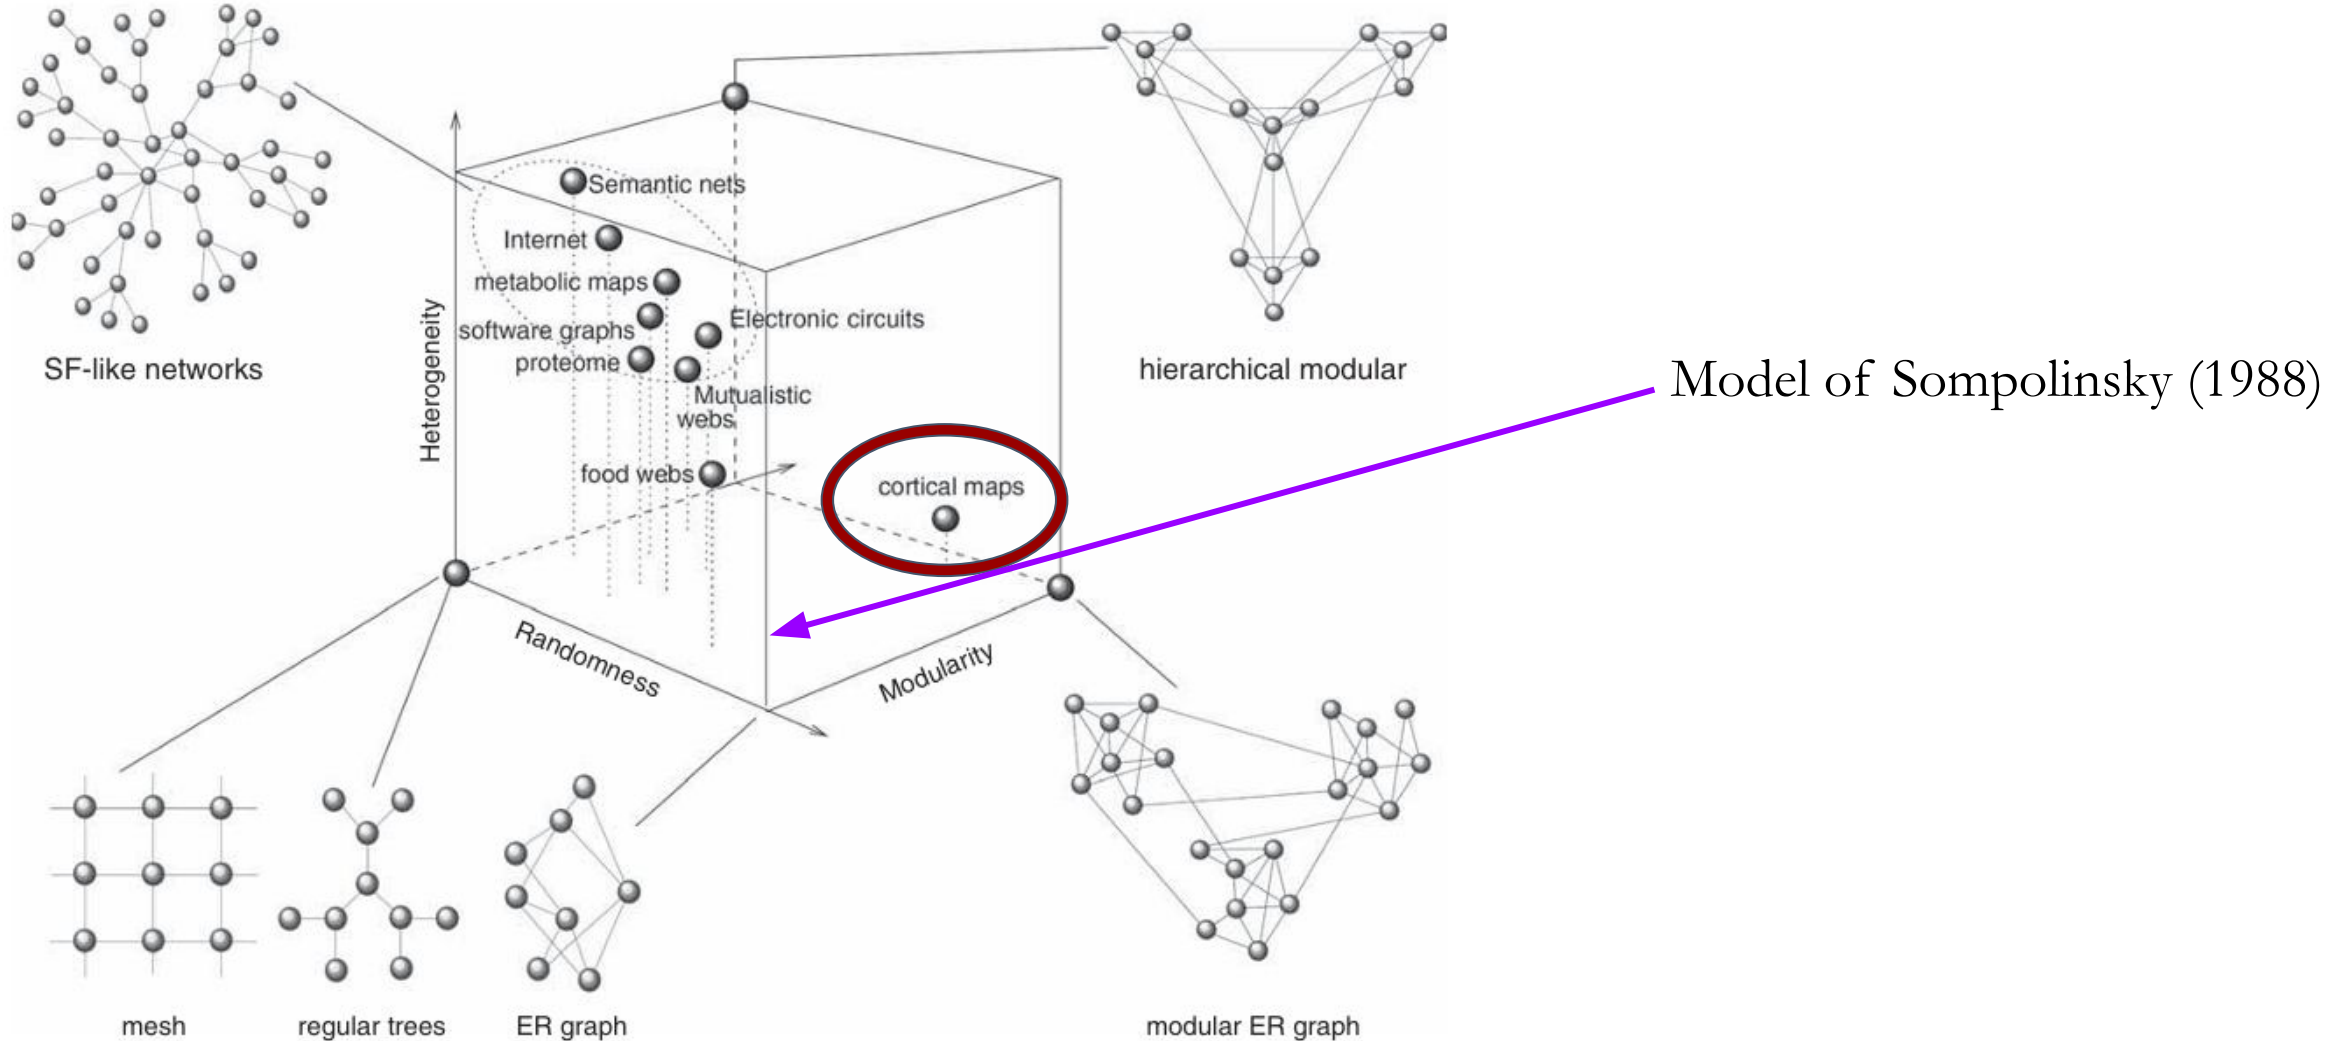 Semantic nets
Internet
metabolic maps
software graphs
Electronic circuits
proteome
Mutualistic
webs
food webs
cortical maps
Heterogeneity
Randomness
Modularity
SF-like networks
hierarchical modular
Model of Sompolinsky (1988)
mesh
regular trees
ER graph
modular ER graph